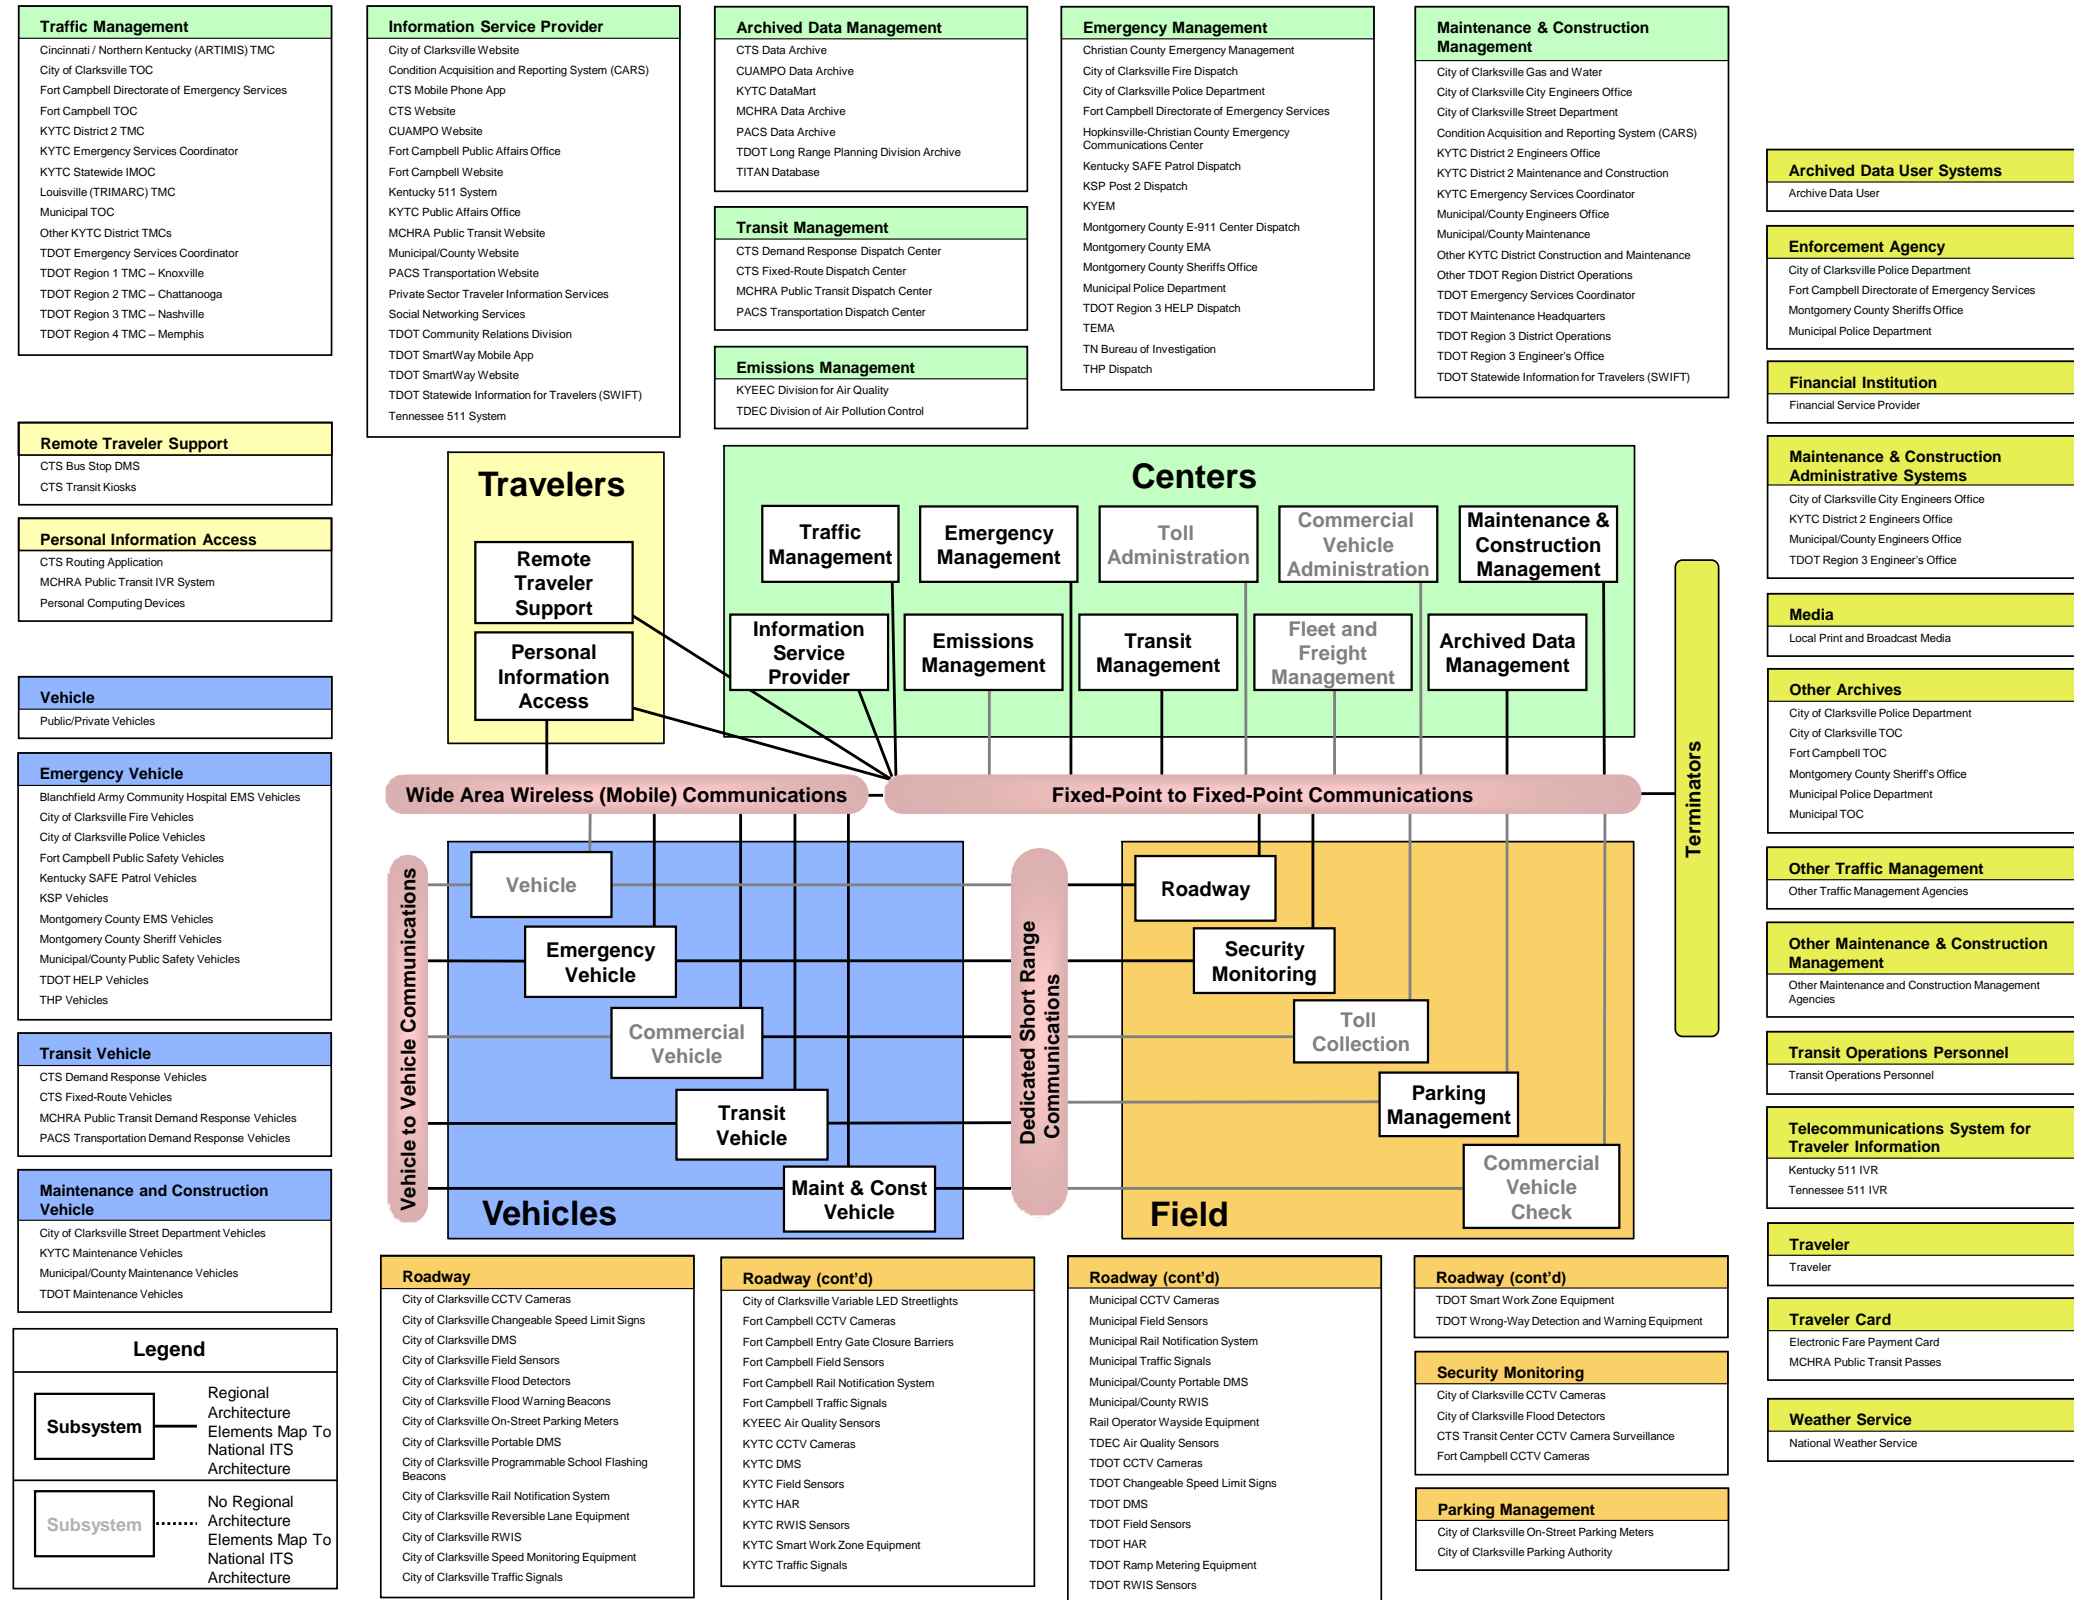 Traffic Management
Cincinnati / Northern Kentucky (ARTIMIS) TMC
City of Clarksville TOC
Fort Campbell Directorate of Emergency Services
Fort Campbell TOC
KYTC District 2 TMC
KYTC Emergency Services Coordinator
KYTC Statewide IMOC
Louisville (TRIMARC) TMC
Municipal TOC
Other KYTC District TMCs
TDOT Emergency Services Coordinator
TDOT Region 1 TMC – Knoxville
TDOT Region 2 TMC – Chattanooga
TDOT Region 3 TMC – Nashville
TDOT Region 4 TMC – Memphis
Information Service Provider
City of Clarksville Website
Condition Acquisition and Reporting System (CARS)
CTS Mobile Phone App
CTS Website
CUAMPO Website
Fort Campbell Public Affairs Office
Fort Campbell Website
Kentucky 511 System
KYTC Public Affairs Office
MCHRA Public Transit Website
Municipal/County Website
PACS Transportation Website
Private Sector Traveler Information Services
Social Networking Services
TDOT Community Relations Division
TDOT SmartWay Mobile App
TDOT SmartWay Website
TDOT Statewide Information for Travelers (SWIFT)
Tennessee 511 System
Archived Data Management
CTS Data Archive
CUAMPO Data Archive
KYTC DataMart
MCHRA Data Archive
PACS Data Archive
TDOT Long Range Planning Division Archive
TITAN Database
Transit Management
CTS Demand Response Dispatch Center
CTS Fixed-Route Dispatch Center
MCHRA Public Transit Dispatch Center
PACS Transportation Dispatch Center
Emissions Management
KYEEC Division for Air Quality
TDEC Division of Air Pollution Control
Emergency Management
Christian County Emergency Management
City of Clarksville Fire Dispatch
City of Clarksville Police Department
Fort Campbell Directorate of Emergency Services
Hopkinsville-Christian County Emergency
Communications Center
Kentucky SAFE Patrol Dispatch
KSP Post 2 Dispatch
KYEM
Montgomery County E-911 Center Dispatch
Montgomery County EMA
Montgomery County Sheriffs Office
Municipal Police Department
TDOT Region 3 HELP Dispatch
TEMA
TN Bureau of Investigation
THP Dispatch
Maintenance & Construction
Management
City of Clarksville Gas and Water
City of Clarksville City Engineers Office
City of Clarksville Street Department
Condition Acquisition and Reporting System (CARS)
KYTC District 2 Engineers Office
KYTC District 2 Maintenance and Construction
KYTC Emergency Services Coordinator
Municipal/County Engineers Office
Municipal/County Maintenance
Other KYTC District Construction and Maintenance
Other TDOT Region District Operations
TDOT Emergency Services Coordinator
TDOT Maintenance Headquarters
TDOT Region 3 District Operations
TDOT Region 3 Engineer's Office
TDOT Statewide Information for Travelers (SWIFT)
Archived Data User Systems
Archive Data User
Enforcement Agency
City of Clarksville Police Department
Fort Campbell Directorate of Emergency Services
Montgomery County Sheriffs Office
Municipal Police Department
Financial Institution
Financial Service Provider
Maintenance & Construction
Administrative Systems
City of Clarksville City Engineers Office
KYTC District 2 Engineers Office
Municipal/County Engineers Office
TDOT Region 3 Engineer's Office
Media
Local Print and Broadcast Media
Other Archives
City of Clarksville Police Department
City of Clarksville TOC
Fort Campbell TOC
Montgomery County Sheriff's Office
Municipal Police Department
Municipal TOC
Other Traffic Management
Other Traffic Management Agencies
Other Maintenance & Construction
Management
Other Maintenance and Construction Management
Agencies
Transit Operations Personnel
Transit Operations Personnel
Telecommunications System for
Traveler Information
Kentucky 511 IVR
Tennessee 511 IVR
Traveler
Traveler
Traveler Card
Electronic Fare Payment Card
MCHRA Public Transit Passes
Weather Service
National Weather Service
Remote Traveler Support
CTS Bus Stop DMS
CTS Transit Kiosks
Personal Information Access
CTS Routing Application
MCHRA Public Transit IVR System
Personal Computing Devices
Vehicle
Public/Private Vehicles
Emergency Vehicle
Blanchfield Army Community Hospital EMS Vehicles
City of Clarksville Fire Vehicles
City of Clarksville Police Vehicles
Fort Campbell Public Safety Vehicles
Kentucky SAFE Patrol Vehicles
KSP Vehicles
Montgomery County EMS Vehicles
Montgomery County Sheriff Vehicles
Municipal/County Public Safety Vehicles
TDOT HELP Vehicles
THP Vehicles
Transit Vehicle
CTS Demand Response Vehicles
CTS Fixed-Route Vehicles
MCHRA Public Transit Demand Response Vehicles
PACS Transportation Demand Response Vehicles
Maintenance and Construction
Vehicle
City of Clarksville Street Department Vehicles
KYTC Maintenance Vehicles
Municipal/County Maintenance Vehicles
TDOT Maintenance Vehicles
Travelers
Remote
Traveler
Support
Personal
Information
Access
Centers
Traffic
Management
Emergency
Management
Toll
Administration
Commercial
Vehicle
Administration
Maintenance &
Construction
Management
Information
Service
Provider
Emissions
Management
Transit
Management
Fleet and
Freight
Management
Archived Data
Management
Wide Area Wireless (Mobile) Communications
Fixed-Point to Fixed-Point Communications
Terminators
Vehicle to Vehicle Communications
Vehicle
Emergency
Vehicle
Commercial
Vehicle
Transit
Vehicle
Maint & Const
Vehicle
Vehicles
Dedicated Short Range
Communications
Roadway
Security
Monitoring
Toll
Collection
Parking
Management
Commercial
Vehicle
Check
Field
Legend
Subsystem
Regional
Architecture
Elements Map To
National ITS
Architecture
Subsystem
No Regional
Architecture
Elements Map To
National ITS
Architecture
Roadway
City of Clarksville CCTV Cameras
City of Clarksville Changeable Speed Limit Signs
City of Clarksville DMS
City of Clarksville Field Sensors
City of Clarksville Flood Detectors
City of Clarksville Flood Warning Beacons
City of Clarksville On-Street Parking Meters
City of Clarksville Portable DMS
City of Clarksville Programmable School Flashing
Beacons
City of Clarksville Rail Notification System
City of Clarksville Reversible Lane Equipment
City of Clarksville RWIS
City of Clarksville Speed Monitoring Equipment
City of Clarksville Traffic Signals
Roadway (cont'd)
City of Clarksville Variable LED Streetlights
Fort Campbell CCTV Cameras
Fort Campbell Entry Gate Closure Barriers
Fort Campbell Field Sensors
Fort Campbell Rail Notification System
Fort Campbell Traffic Signals
KYEEC Air Quality Sensors
KYTC CCTV Cameras
KYTC DMS
KYTC Field Sensors
KYTC HAR
KYTC RWIS Sensors
KYTC Smart Work Zone Equipment
KYTC Traffic Signals
Roadway (cont'd)
Municipal CCTV Cameras
Municipal Field Sensors
Municipal Rail Notification System
Municipal Traffic Signals
Municipal/County Portable DMS
Municipal/County RWIS
Rail Operator Wayside Equipment
TDEC Air Quality Sensors
TDOT CCTV Cameras
TDOT Changeable Speed Limit Signs
TDOT DMS
TDOT Field Sensors
TDOT HAR
TDOT Ramp Metering Equipment
TDOT RWIS Sensors
Roadway (cont'd)
TDOT Smart Work Zone Equipment
TDOT Wrong-Way Detection and Warning Equipment
Security Monitoring
City of Clarksville CCTV Cameras
City of Clarksville Flood Detectors
CTS Transit Center CCTV Camera Surveillance
Fort Campbell CCTV Cameras
Parking Management
City of Clarksville On-Street Parking Meters
City of Clarksville Parking Authority